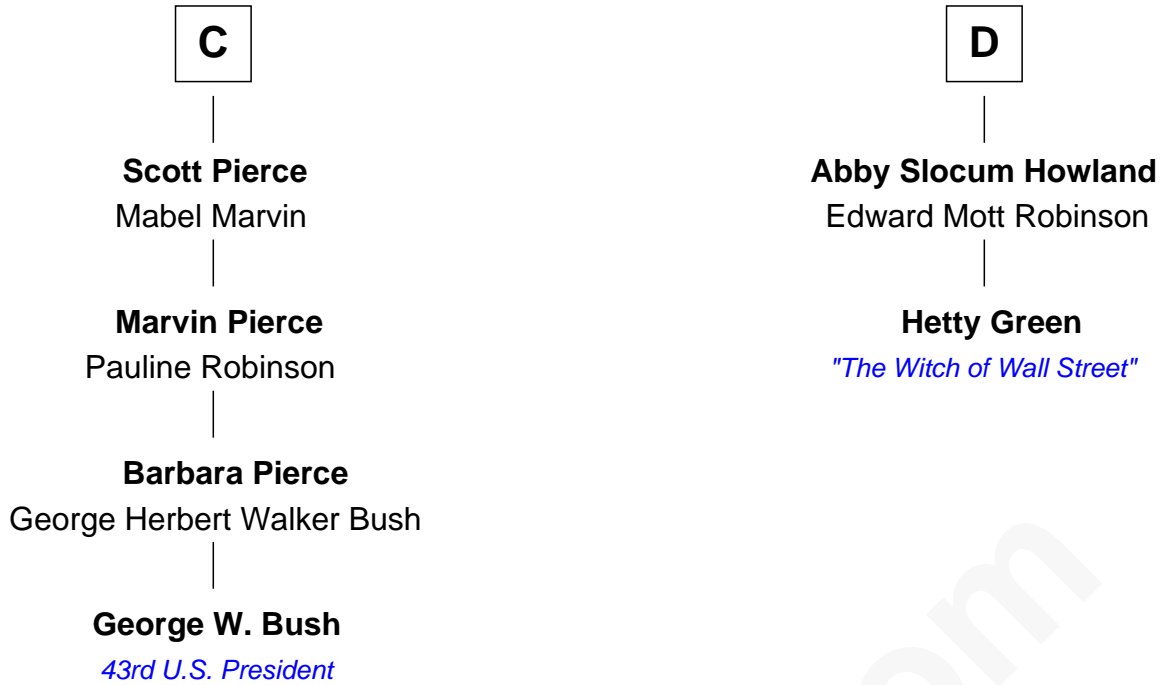 C
Scott Pierce
Mabel Marvin
Marvin Pierce
Pauline Robinson
Barbara Pierce
George Herbert Walker Bush
George W. Bush
43rd U.S. President
D
Abby Slocum Howland
Edward Mott Robinson
Hetty Green
"The Witch of Wall Street"
om